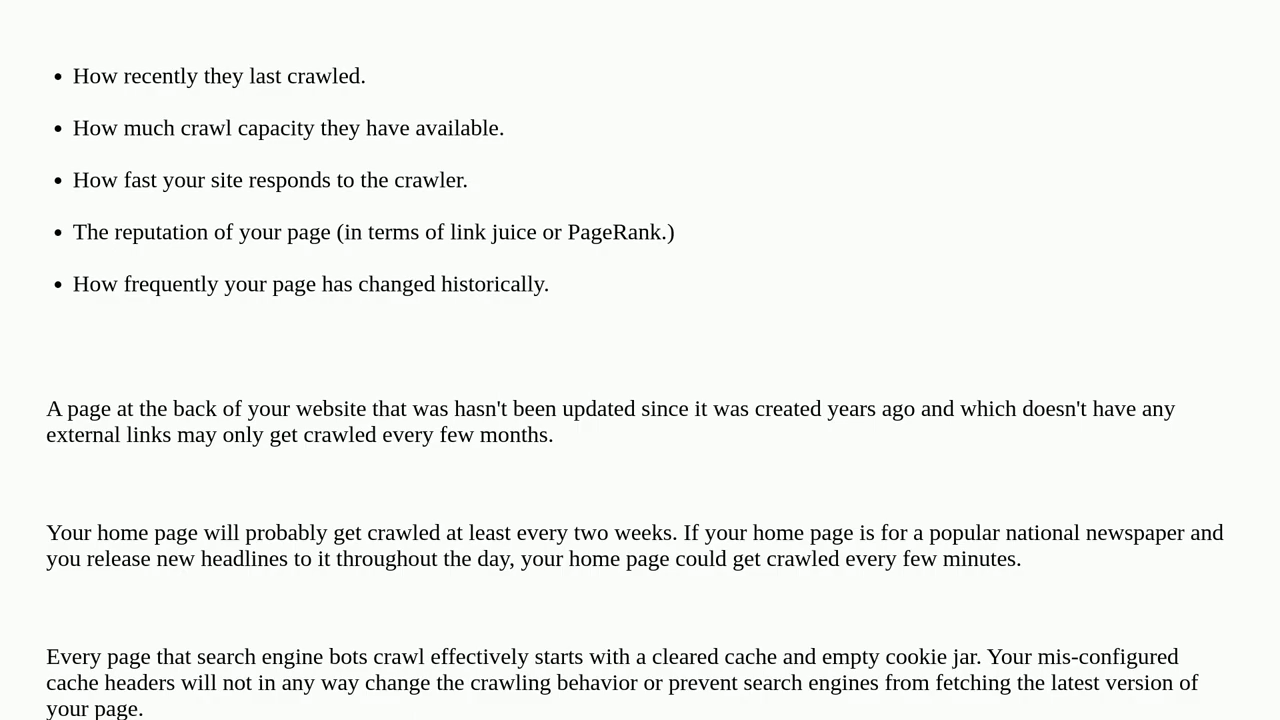 • How recently they last crawled.
• How much crawl capacity they have available.
• How fast your site responds to the crawler.
• The reputation of your page (in terms of link juice or PageRank.)
• How frequently your page has changed historically.
A page at the back of your website that was hasn't been updated since it was created years ago and which doesn't have any
external links may only get crawled every few months.
Your home page will probably get crawled at least every two weeks. If your home page is for a popular national newspaper and
you release new headlines to it throughout the day, your home page could get crawled every few minutes.
Every page that search engine bots crawl effectively starts with a cleared cache and empty cookie jar. Your mis-configured
cache headers will not in any way change the crawling behavior or prevent search engines from fetching the latest version of
your page.